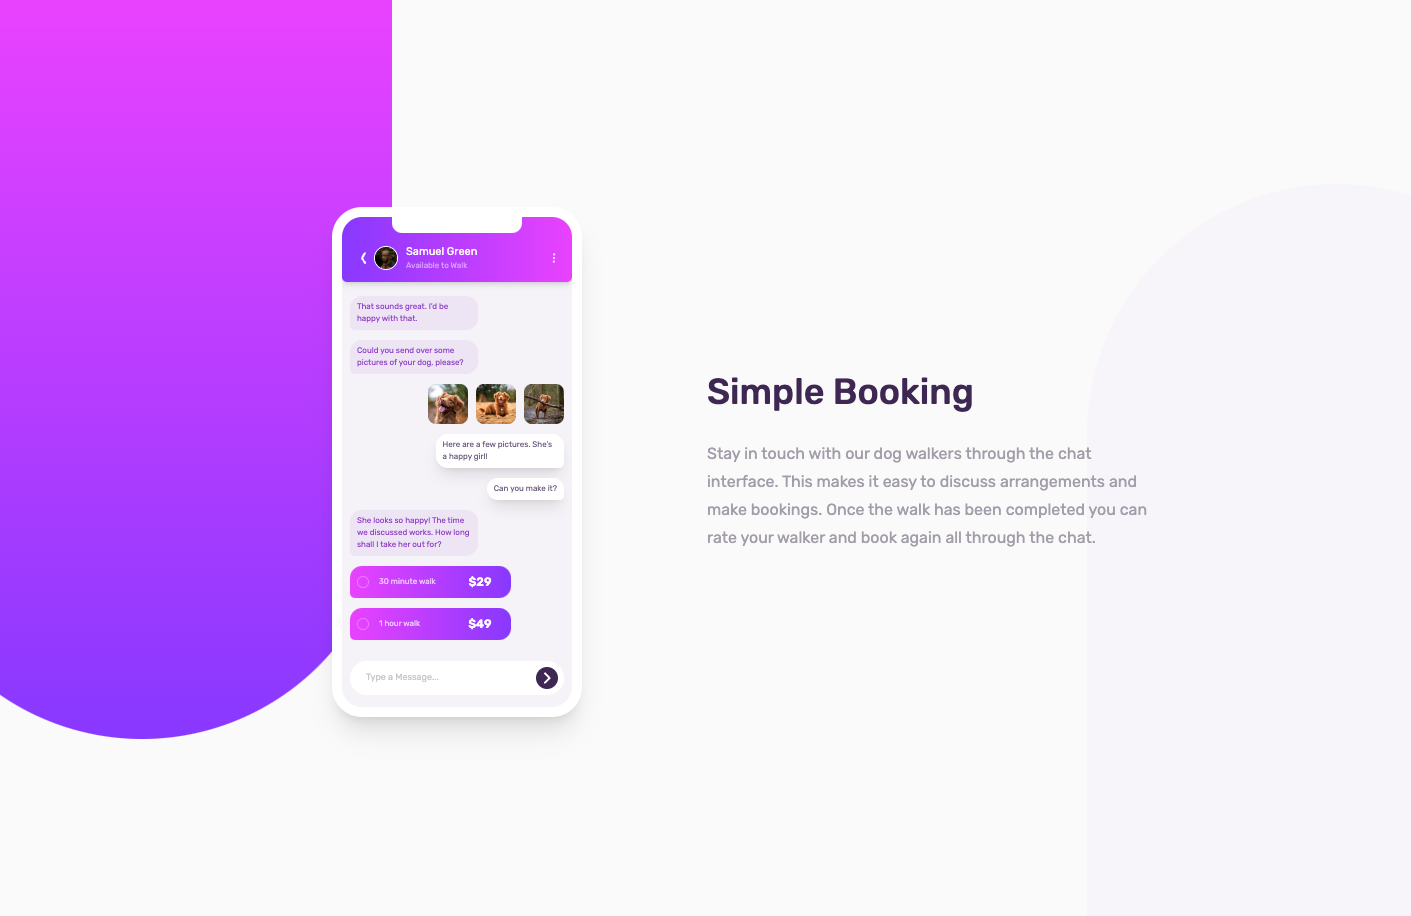 Samuel Green
Available to Walk
That sounds great. I'd be
happy with that.
Could you send over some
pictures of your dog, please?
Here are a few pictures. She's
a happy girl!
Can you make it?
She looks so happy! The time
we discussed works. How long
shall I take her out for?
30 minute walk $29
1 hour walk $49
Type a Message...
Simple Booking
Stay in touch with our dog walkers through the chat
interface. This makes it easy to discuss arrangements and
make bookings. Once the walk has been completed you can
rate your walker and book again all through the chat.